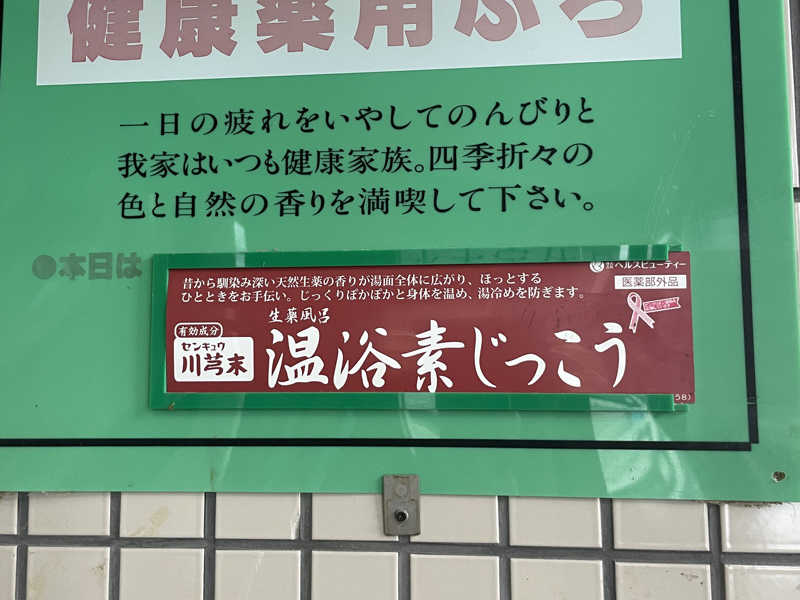 健康薬用ぶろ
一日の疲れをいやしてのんびりと
我家はいつも健康家族。四季折々の
色と自然の香りを満喫して下さい。
●本日は
昔から馴染み深い天然生薬の香りが湯面全体に広がり、ほっとする
ひとときをお手伝い。じっくりぽかぽかと身体を温め、湯冷めを防ぎます。
ヘルスビューティー
医薬部外品
生薬風呂
有効成分
センキュウ
川芎末
温浴素じっこう
58)